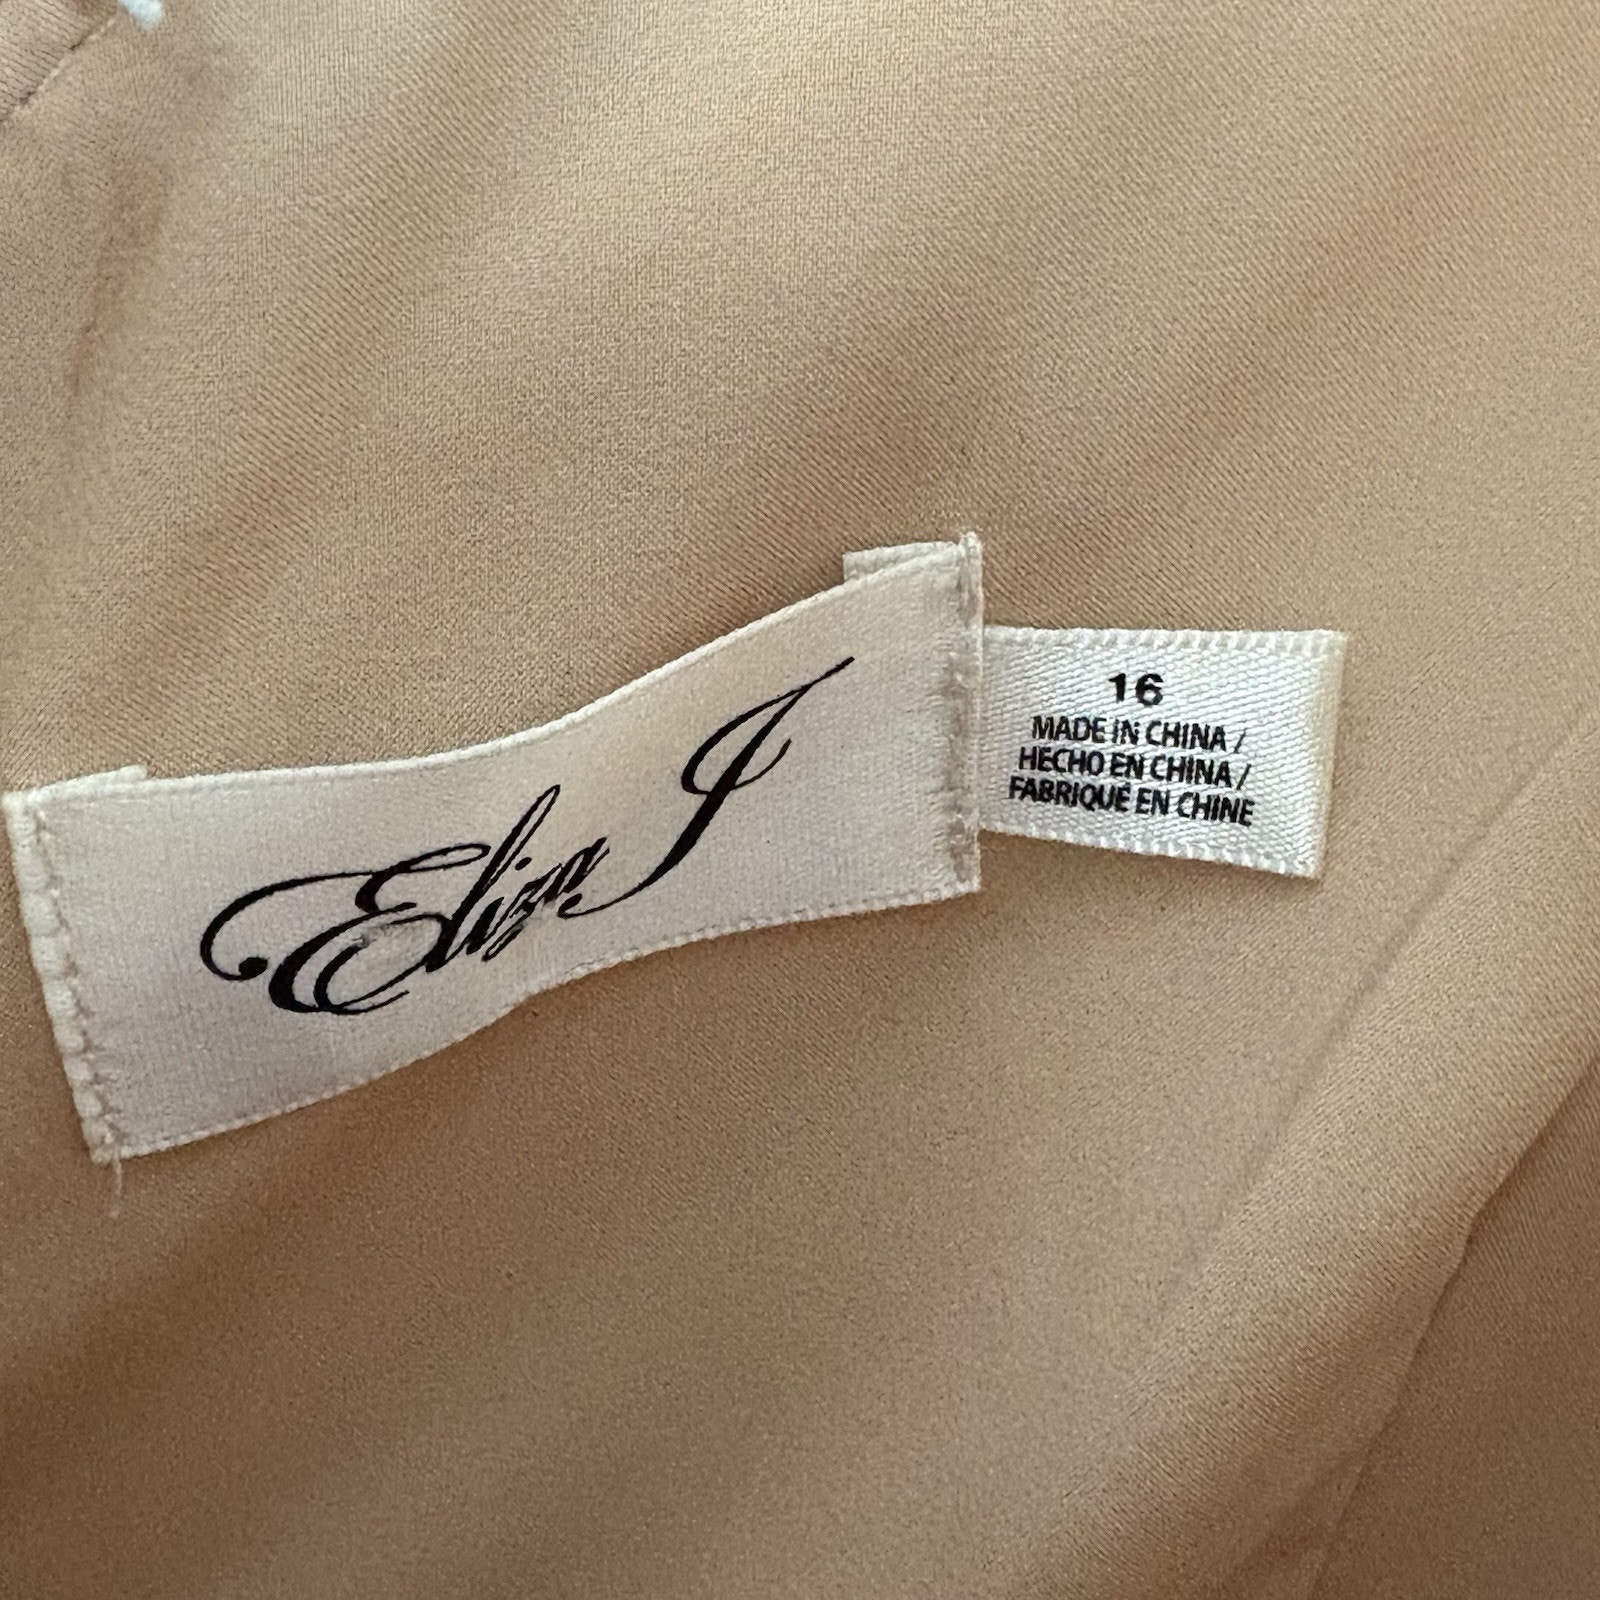 Eliza J
16
MADE IN CHINA /
HECHO EN CHINA /
FABRIQUÉ EN CHINE